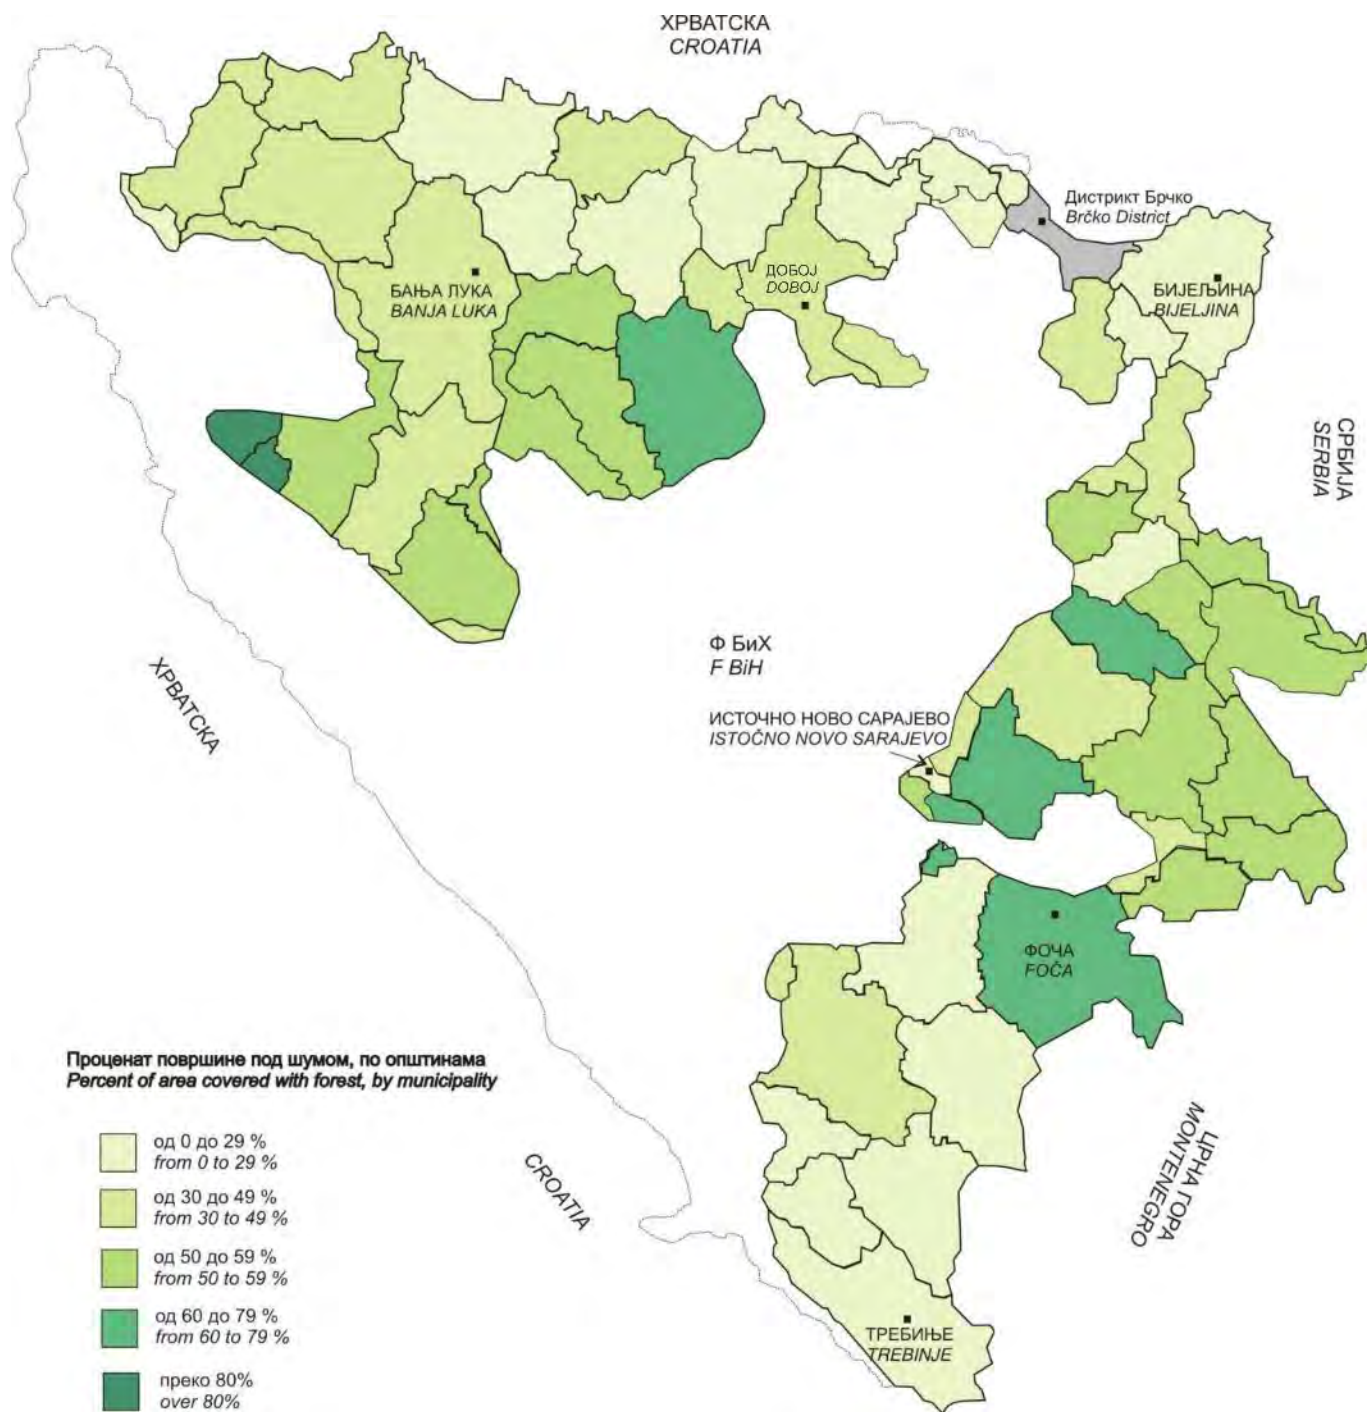 ХРВАТСКА
CROATIA
Дистрикт Брчко
Brčko District
ДОБОЈ
DOBOJ
БАЊА ЛУКА
BANJA LUKA
БИЈЕЉИНА
BIJELJINA
СРБИЈА
SERBIA
Ф БиХ
F BiH
ХРВАТСКА
ИСТОЧНО НОВО САРАЈЕВО
ISTOČNO NOVO SARAJEVO
ФОЧА
FOČA
Проценат површине под шумом, по општинама
Percent of area covered with forest, by municipality
ЦРНА ГОРА
MONTENEGRO
CROATIA
од 0 до 29 %
from 0 to 29 %
од 30 до 49 %
from 30 to 49 %
од 50 до 59 %
from 50 to 59 %
од 60 до 79 %
from 60 to 79 %
преко 80%
over 80%
ТРЕБИЊЕ
TREBINJE